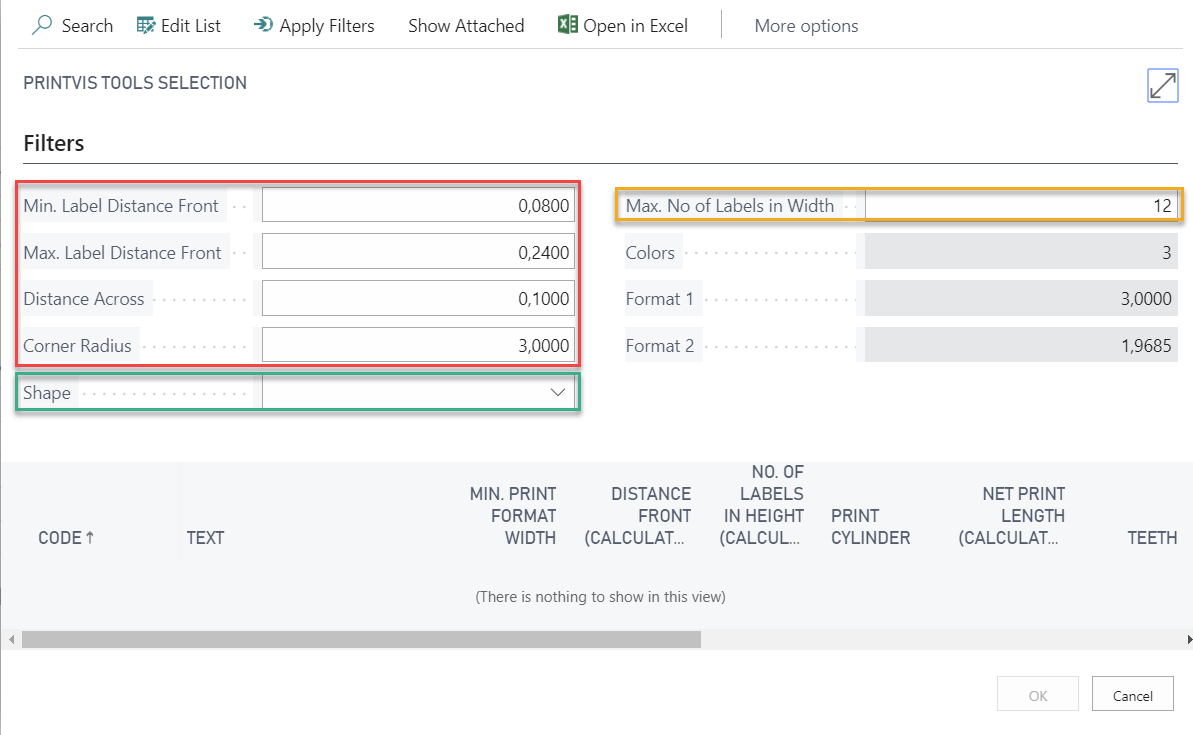 Search Edit List Apply Filters Show Attached Open in Excel More options
PRINTVIS TOOLS SELECTION
Filters
Min. Label Distance Front 0,0800
Max. Label Distance Front 0,2400
Distance Across 0,1000
Corner Radius 3,0000
Shape
Max. No of Labels in Width 12
Colors 3
Format 1 3,0000
Format 2 1,9685
CODE ↑
TEXT
MIN. PRINT
FORMAT
WIDTH
DISTANCE
FRONT
(CALCULAT...
NO. OF
LABELS
IN HEIGHT
(CALCUL...
PRINT
CYLINDER
NET PRINT
LENGTH
(CALCULAT...
TEETH
(There is nothing to show in this view)
OK Cancel